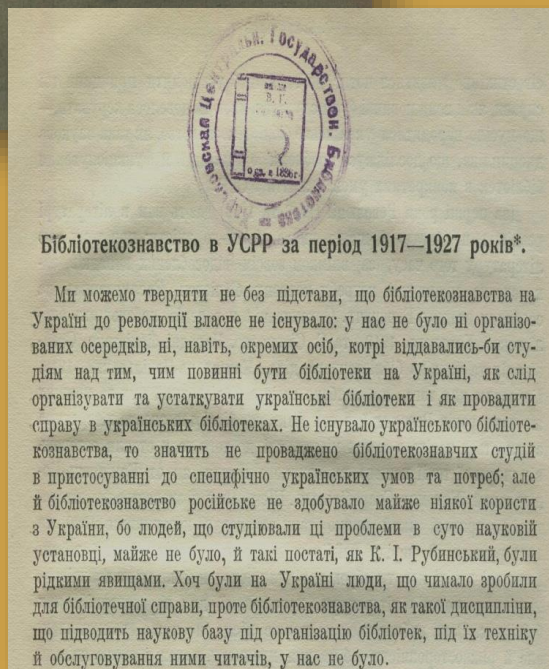 Центральн. Государствен. Библиотека
В. Г.
осн. в 1886 г
Бібліотекознавство в УСРР за період 1917—1927 років*.
Ми можемо твердити не без підстави, що бібліотекознавства на
Україні до революції власне не існувало: у нас не було ні організо-
ваних осередків, ні, навіть, окремих осіб, котрі віддавались-би сту-
діям над тим, чим повинні бути бібліотеки на Україні, як слід
організувати та устаткувати українські бібліотеки і як провадити
справу в українських бібліотеках. Не існувало українського бібліоте-
кознавства, то значить не проваджено бібліотекознавчих студій
в пристосуванні до специфічно українських умов та потреб; але
й бібліотекознавство російське не здобувало майже ніякої користи
з України, бо людей, що студіювали ці проблеми в суто науковій
установці, майже не було, й такі постаті, як К. І. Рубинський, були
рідкими явищами. Хоч були на Україні люди, що чимало зробили
для бібліотечної справи, проте бібліотекознавства, як такої дисципліни,
що підводить наукову базу під організацію бібліотек, під їх техніку
й обслуговування ними читачів, у нас не було.